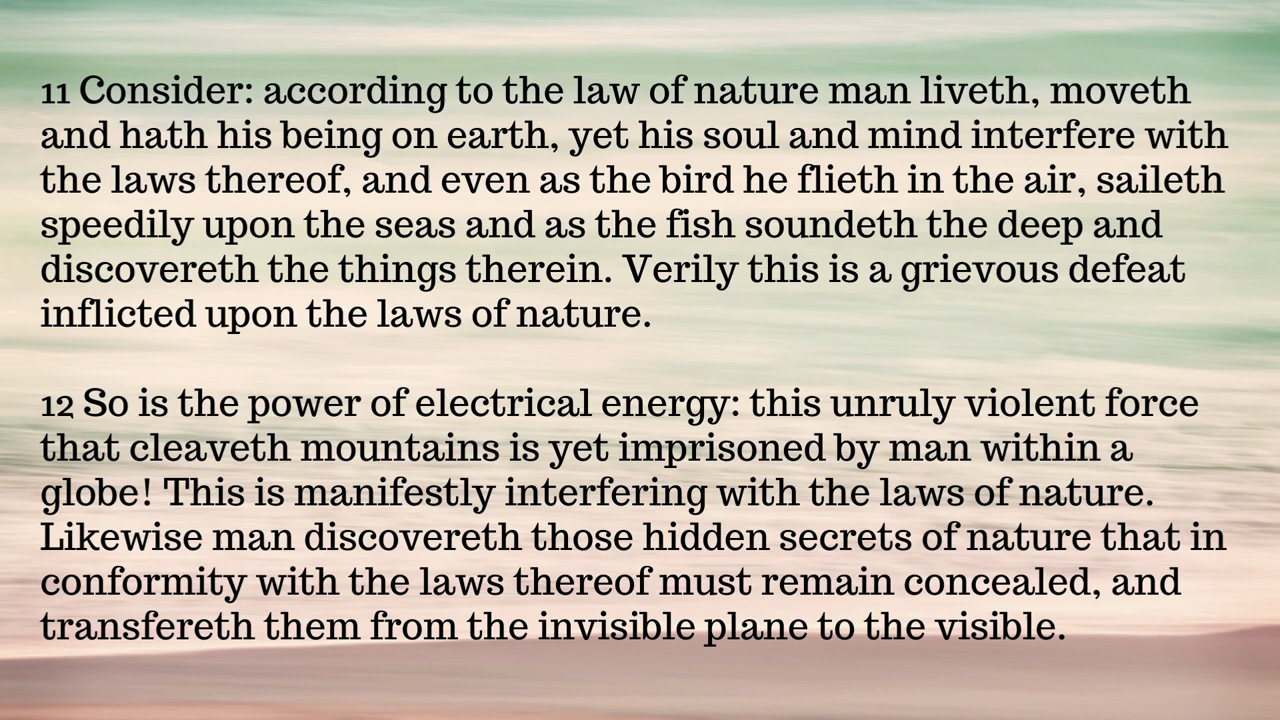 11 Consider: according to the law of nature man liveth, moveth
and hath his being on earth, yet his soul and mind interfere with
the laws thereof, and even as the bird he flieth in the air, saileth
speedily upon the seas and as the fish soundeth the deep and
discovereth the things therein. Verily this is a grievous defeat
inflicted upon the laws of nature.
12 So is the power of electrical energy: this unruly violent force
that cleaveth mountains is yet imprisoned by man within a
globe! This is manifestly interfering with the laws of nature.
Likewise man discovereth those hidden secrets of nature that in
conformity with the laws thereof must remain concealed, and
transfereth them from the invisible plane to the visible.